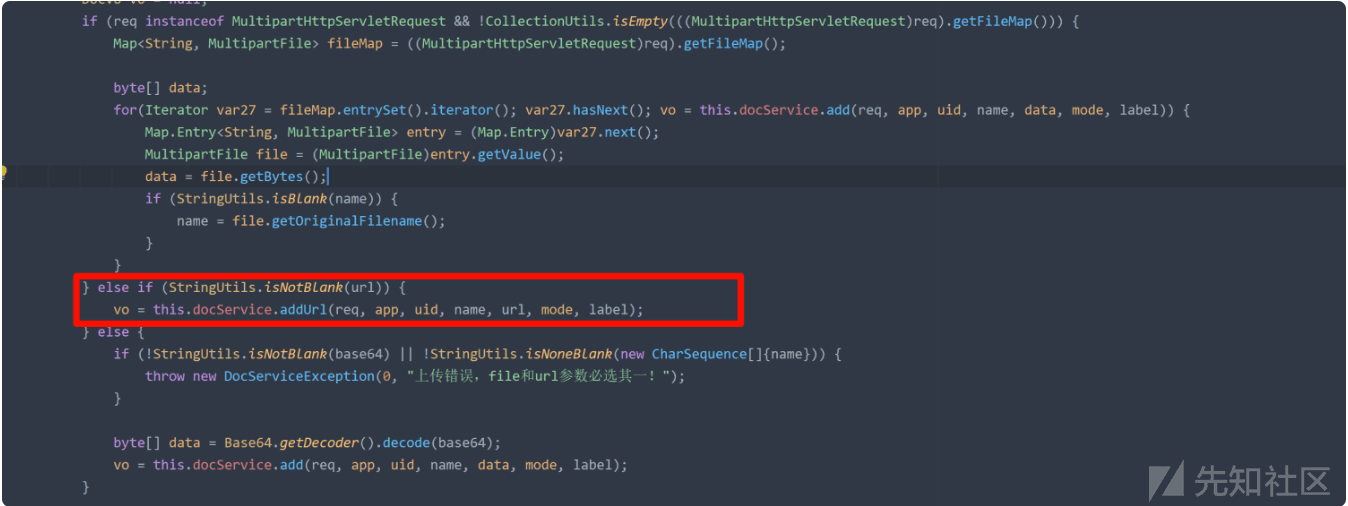 DocVo vo = null;
if (req instanceof MultipartHttpServletRequest && !CollectionUtils.isEmpty(((MultipartHttpServletRequest)req).getFileMap())) {
Map<String, MultipartFile> fileMap = ((MultipartHttpServletRequest)req).getFileMap();
byte[] data;
for(Iterator var27 = fileMap.entrySet().iterator(); var27.hasNext(); vo = this.docService.add(req, app, uid, name, data, mode, label)) {
Map.Entry<String, MultipartFile> entry = (Map.Entry)var27.next();
MultipartFile file = (MultipartFile)entry.getValue();
data = file.getBytes();
if (StringUtils.isBlank(name)) {
name = file.getOriginalFilename();
}
}
} else if (StringUtils.isNotBlank(url)) {
vo = this.docService.addUrl(req, app, uid, name, url, mode, label);
} else {
if (!StringUtils.isNotBlank(base64) || !StringUtils.isNoneBlank(new CharSequence[]{name})) {
throw new DocServiceException(0, "上传错误，file和url参数必选其一！");
}
byte[] data = Base64.getDecoder().decode(base64);
vo = this.docService.add(req, app, uid, name, data, mode, label);
}
先知社区